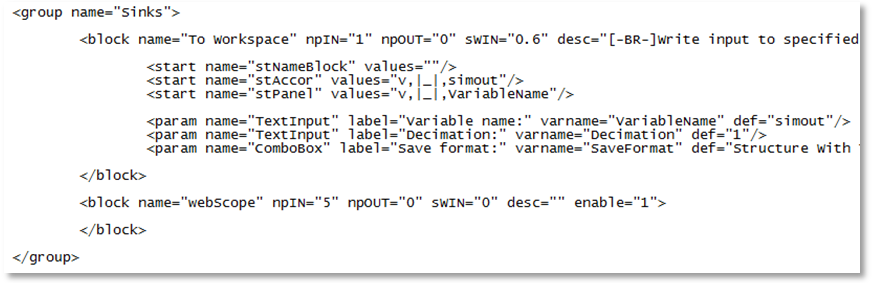 <group name="Sinks">
<block name="To Workspace" npIN="1" npOUT="0" sWIN="0.6" desc="[-BR-]Write input to specified
<start name="stNameBlock" values=""/>
<start name="stAccor" values="v,|_|,simout"/>
<start name="stPanel" values="v,|_|,VariableName"/>
<param name="TextInput" label="Variable name:" varname="VariableName" def="simout"/>
<param name="TextInput" label="Decimation:" varname="Decimation" def="1"/>
<param name="ComboBox" label="Save format:" varname="SaveFormat" def="Structure With
</block>
<block name="webScope" npIN="5" npOUT="0" sWIN="0" desc="" enable="1">
</block>
</group>